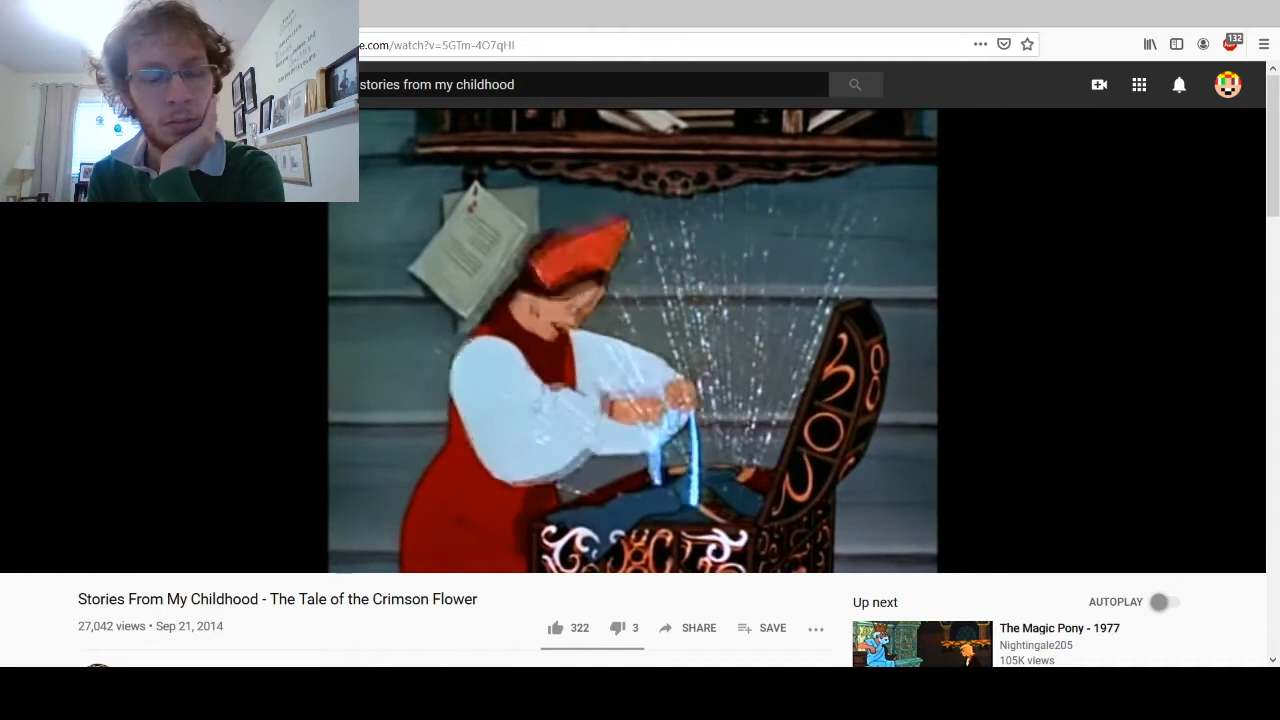 e.com/watch?v=5GTm-4O7qHI
132
stories from my childhood
Stories From My Childhood - The Tale of the Crimson Flower
27,042 views • Sep 21, 2014
322
3
SHARE
SAVE
Up next
AUTOPLAY
The Magic Pony - 1977
Nightingale205
105K views